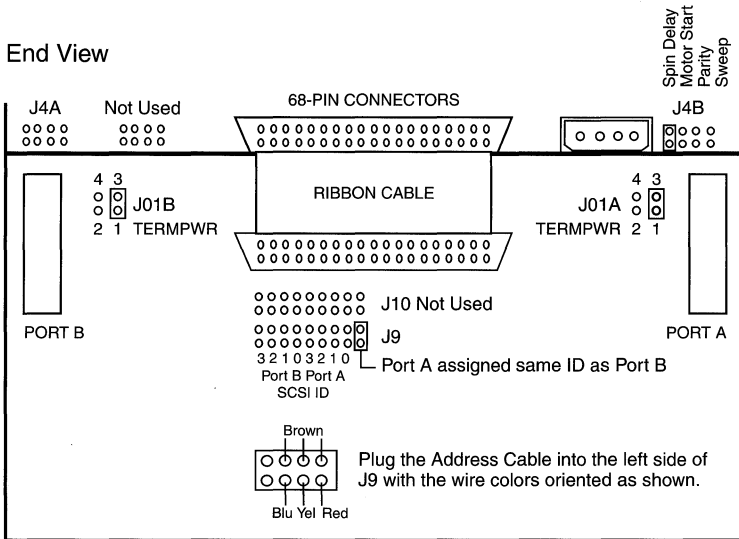 End View
Spin Delay
Motor Start
Parity
Sweep
J4A
Not Used
68-PIN CONNECTORS
J4B
4 3
J01B
2 1 TERMPWR
RIBBON CABLE
4 3
J01A
TERMPWR 2 1
PORT B
PORT A
J10 Not Used
J9
3 2 1 0 3 2 1 0
Port A assigned same ID as Port B
Port B Port A
SCSI ID
Brown
Plug the Address Cable into the left side of
J9 with the wire colors oriented as shown.
Blu Yel Red